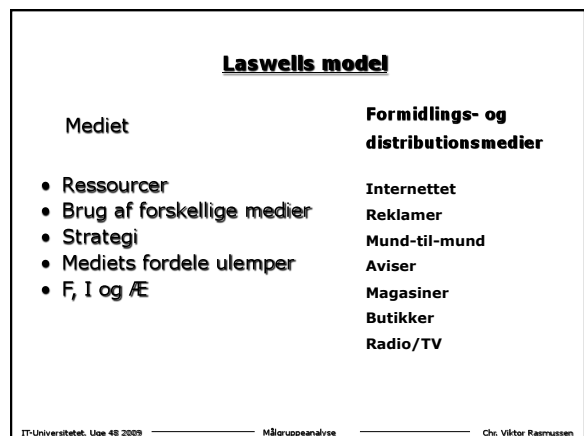 Laswells model
Mediet
• Ressourcer
• Brug af forskellige medier
• Strategi
• Mediets fordele ulemper
• F, I og Æ
Formidlings- og
distributionsmedier
Internettet
Reklamer
Mund-til-mund
Aviser
Magasiner
Butikker
Radio/TV
IT-Universitetet, Uge 48 2009
Målgruppeanalyse
Chr. Viktor Rasmussen